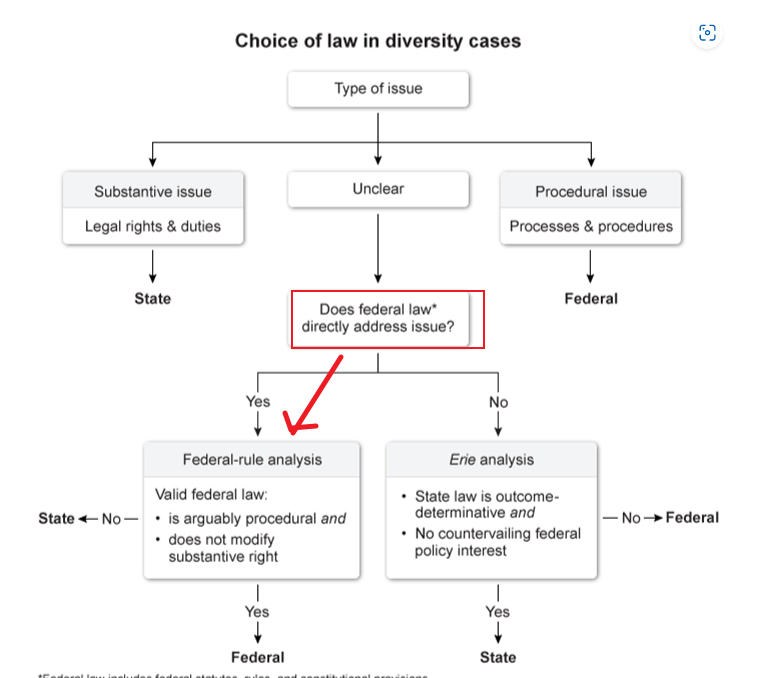 Choice of law in diversity cases
Type of issue
Substantive issue
Legal rights & duties
Unclear
Procedural issue
Processes & procedures
State
Federal
Does federal law*
directly address issue?
Yes
No
Federal-rule analysis
Valid federal law:
• is arguably procedural and
• does not modify
substantive right
Erie analysis
• State law is outcome-
determinative and
• No countervailing federal
policy interest
State
No
No
Federal
Yes
Yes
Federal
State
*Federal law includes federal statutes, rules, and constitutional provisions.